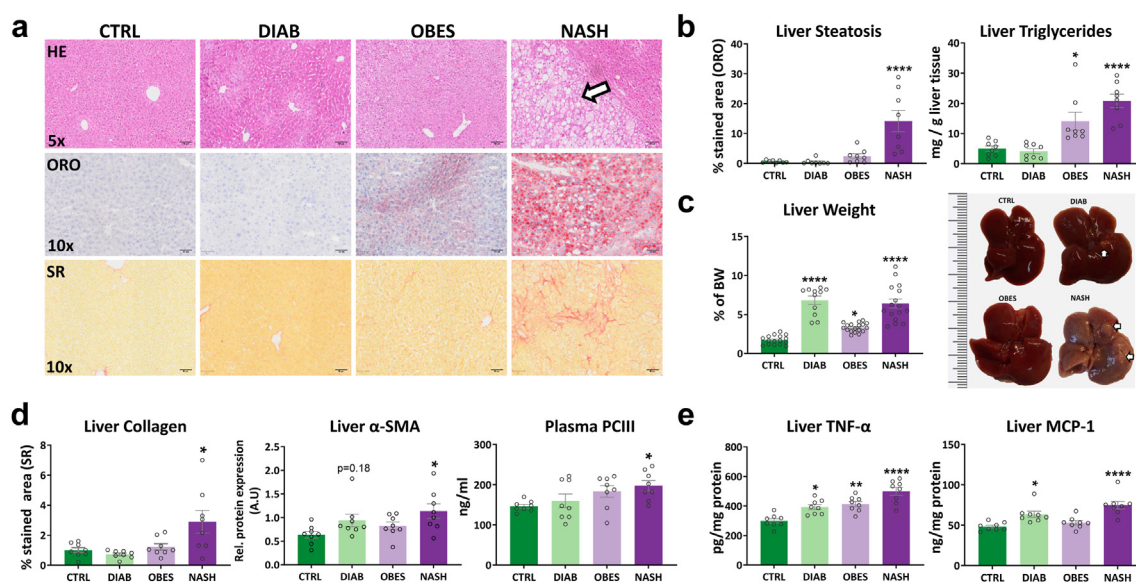 a
CTRL DIAB OBES NASH
HE
5x
ORO
10x
SR
10x
b
Liver Steatosis
% stained area (ORO)
40
30
20
10
0
****
CTRL DIAB OBES NASH
Liver Triglycerides
mg / g liver tissue
40
30
20
10
0
* ****
CTRL DIAB OBES NASH
c
Liver Weight
% of BW
15
10
5
0
**** * ****
CTRL DIAB OBES NASH
CTRL DIAB
OBES NASH
d
Liver Collagen
% stained area (SR)
8
6
4
2
0
*
CTRL DIAB OBES NASH
Liver α-SMA
Rel. protein expression
(A.U)
2.5
2.0
1.5
1.0
0.5
0.0
p=0.18 *
CTRL DIAB OBES NASH
Plasma PCIII
ng/ml
300
200
100
0
*
CTRL DIAB OBES NASH
e
Liver TNF-α
pg/mg protein
800
600
400
200
0
* ** ****
CTRL DIAB OBES NASH
Liver MCP-1
ng/mg protein
150
100
50
0
* ****
CTRL DIAB OBES NASH